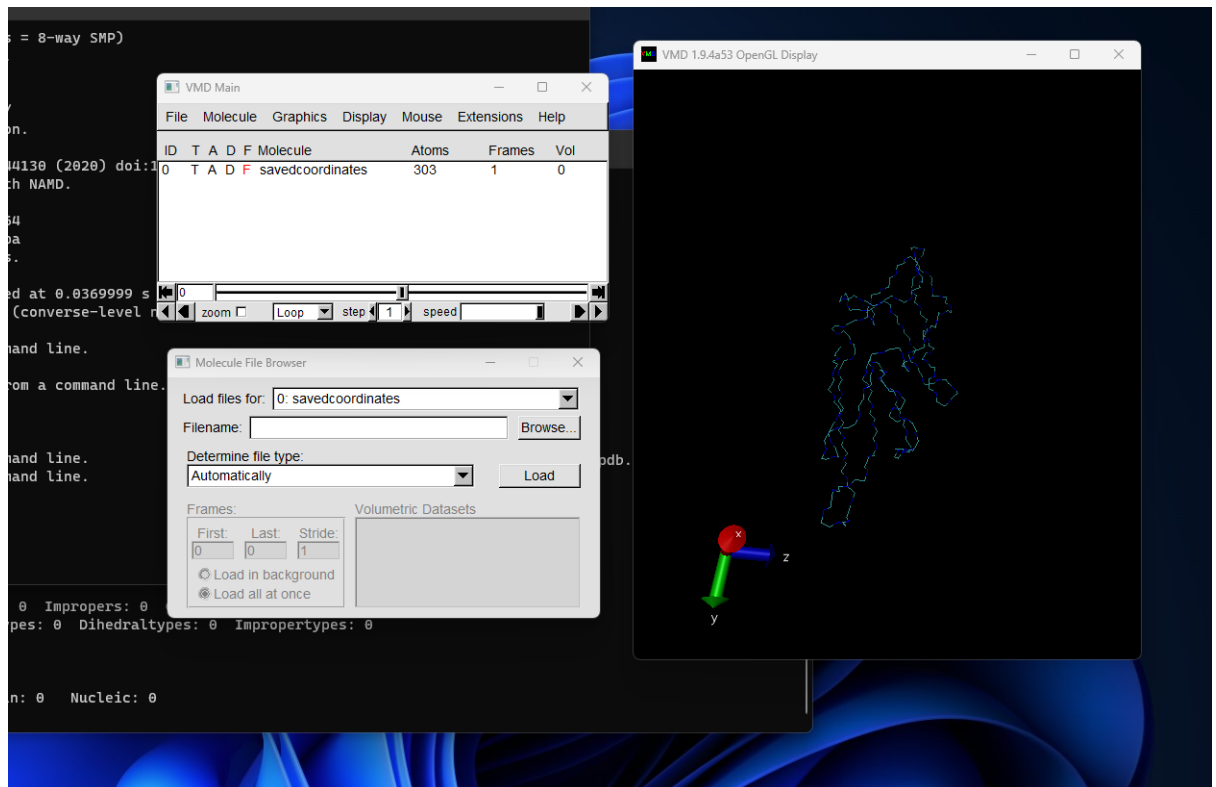 s = 8-way SMP)
on.
44130 (2020) doi:1
th NAMD.
64
pa
s.
ed at 0.0369999 s
(converse-level n
mand line.
rom a command line.
mand line.
mand line.
pdb.
0 Impropers: 0
pes: 0 Dihedraltypes: 0 Impropertypes: 0
n: 0 Nucleic: 0
VMD Main
File Molecule Graphics Display Mouse Extensions Help
ID T A D F Molecule Atoms Frames Vol
0 T A D F savedcoordinates 303 1 0
0
zoom Loop step 1 speed
Molecule File Browser
Load files for: 0: savedcoordinates
Filename: Browse...
Determine file type:
Automatically Load
Frames: Volumetric Datasets
First: Last: Stride:
0 0 1
Load in background
Load all at once
VMD 1.9.4a53 OpenGL Display
x
z
y